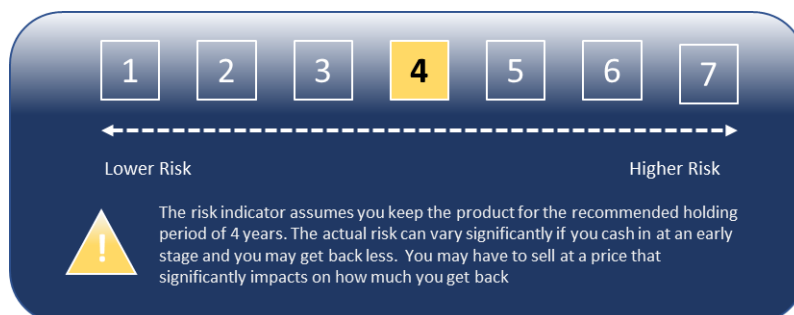 1 2 3 4 5 6 7
Lower Risk Higher Risk
! The risk indicator assumes you keep the product for the recommended holding
period of 4 years. The actual risk can vary significantly if you cash in at an early
stage and you may get back less. You may have to sell at a price that
significantly impacts on how much you get back